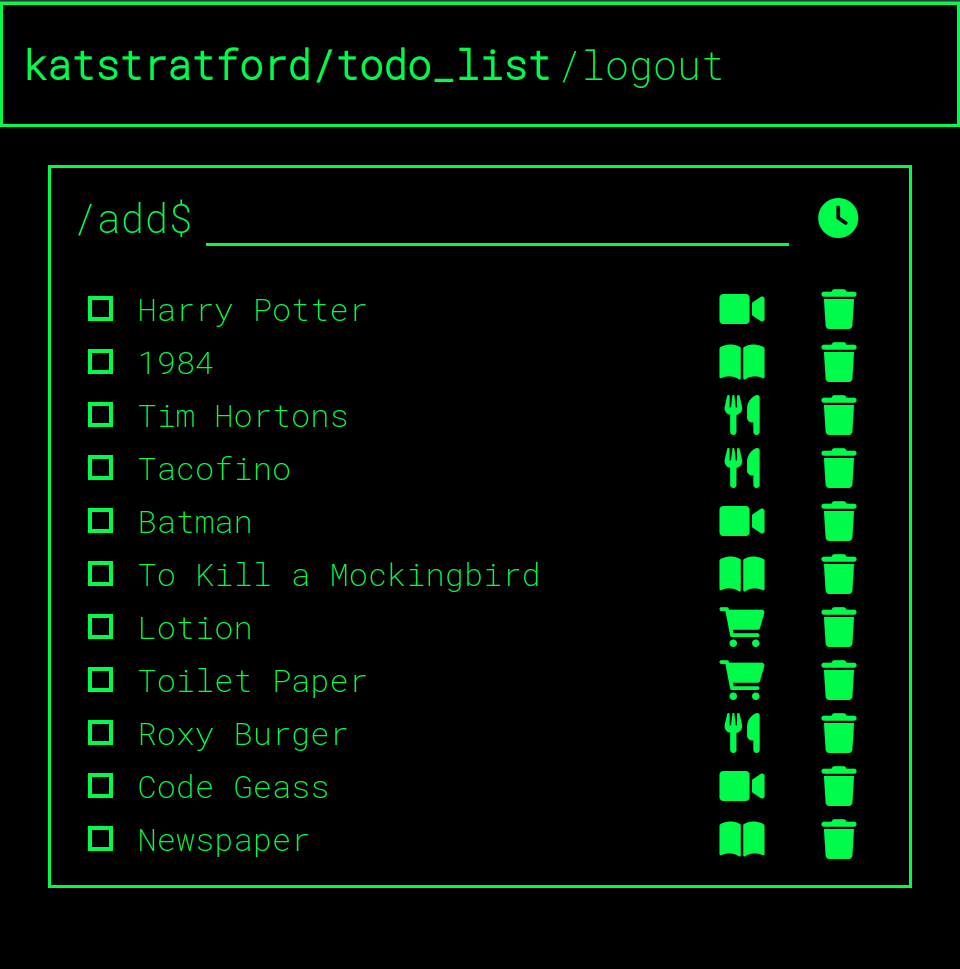 katstratford/todo_list /logout
/add$
Harry Potter
1984
Tim Hortons
Tacofino
Batman
To Kill a Mockingbird
Lotion
Toilet Paper
Roxy Burger
Code Geass
Newspaper